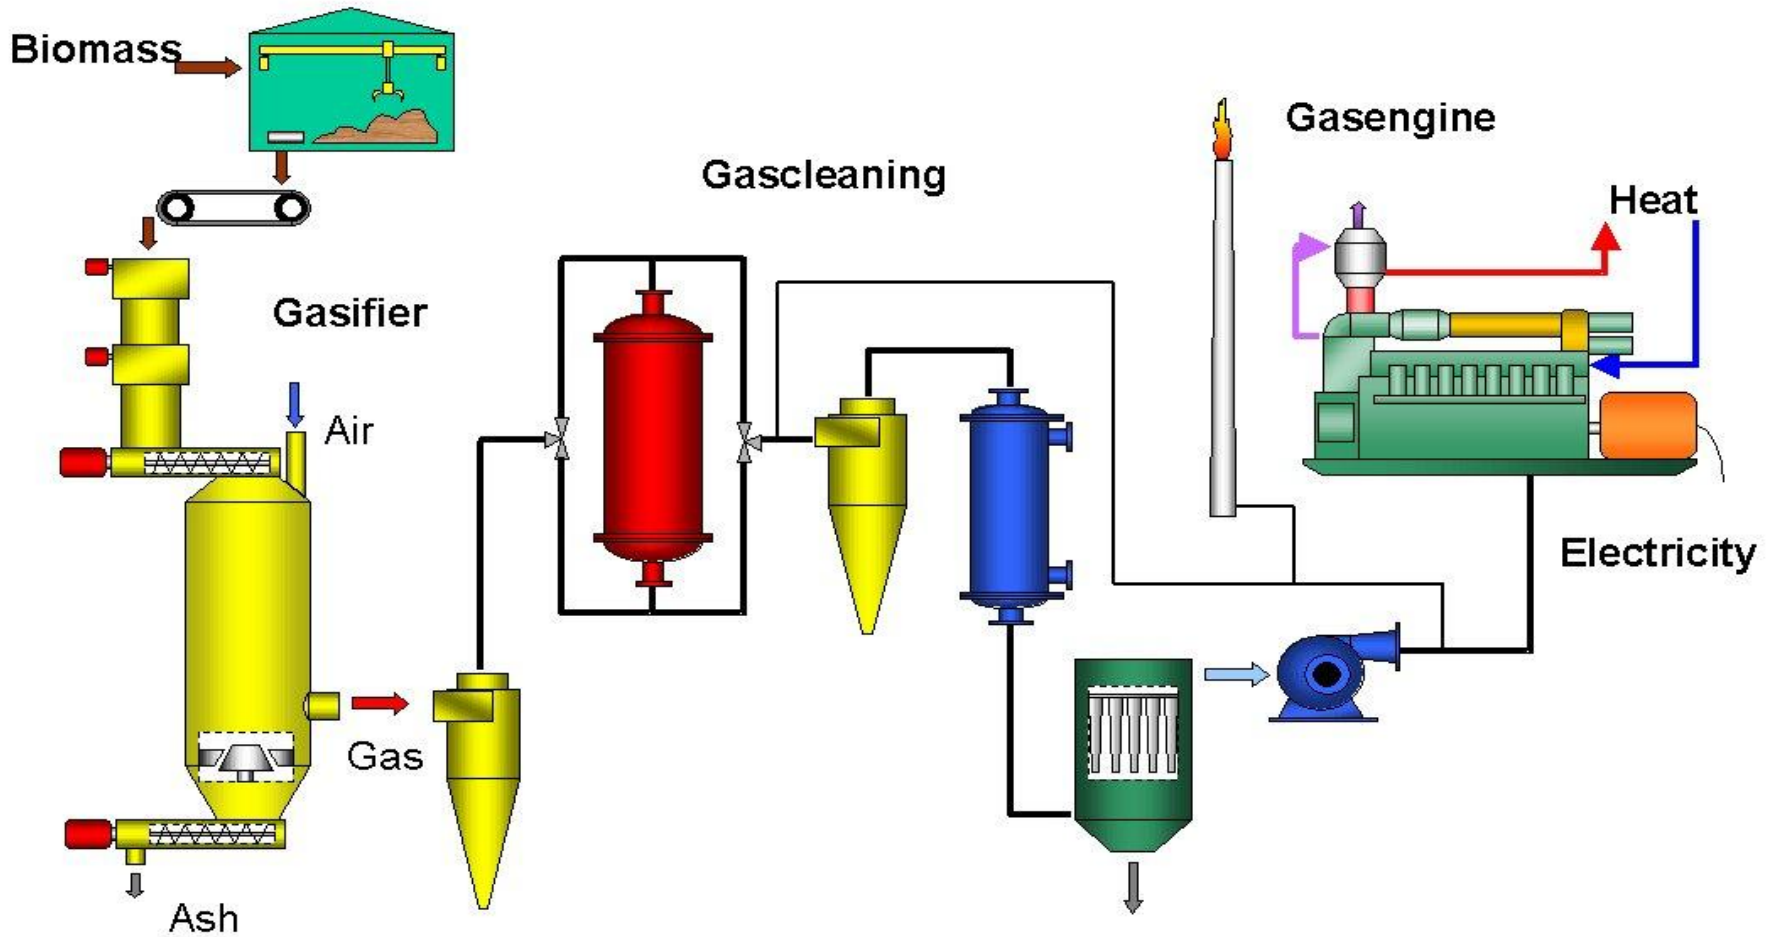 Biomass
Gasengine
Gascleaning
Heat
Gasifier
Air
Electricity
Gas
Ash